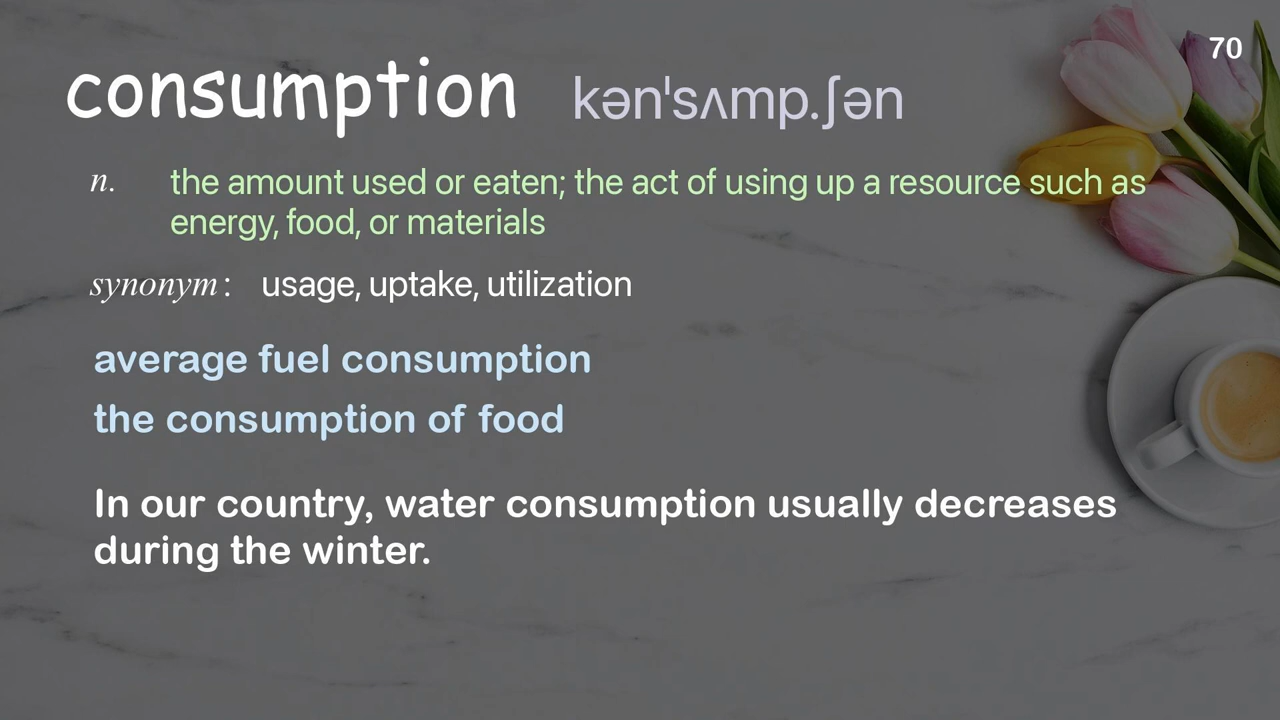 70
consumption kən'sʌmp.ʃən
n. the amount used or eaten; the act of using up a resource such as
energy, food, or materials
synonym: usage, uptake, utilization
average fuel consumption
the consumption of food
In our country, water consumption usually decreases
during the winter.